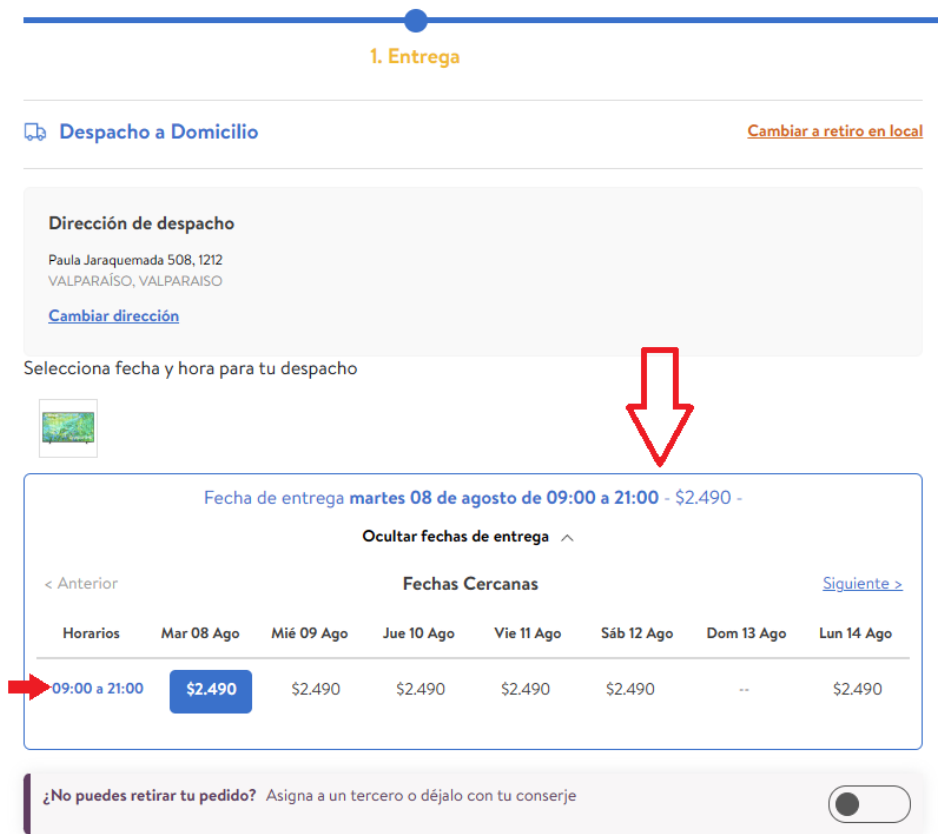 1. Entrega
Despacho a Domicilio
Cambiar a retiro en local
Dirección de despacho
Paula Jaraquemada 508, 1212
VALPARAÍSO, VALPARAISO
Cambiar dirección
Selecciona fecha y hora para tu despacho
Fecha de entrega martes 08 de agosto de 09:00 a 21:00 - $2.490 -
Ocultar fechas de entrega
< Anterior Fechas Cercanas Siguiente >
Horarios Mar 08 Ago Mié 09 Ago Jue 10 Ago Vie 11 Ago Sáb 12 Ago Dom 13 Ago Lun 14 Ago
09:00 a 21:00 $2.490 $2.490 $2.490 $2.490 $2.490 -- $2.490
¿No puedes retirar tu pedido? Asigna a un tercero o déjalo con tu conserje